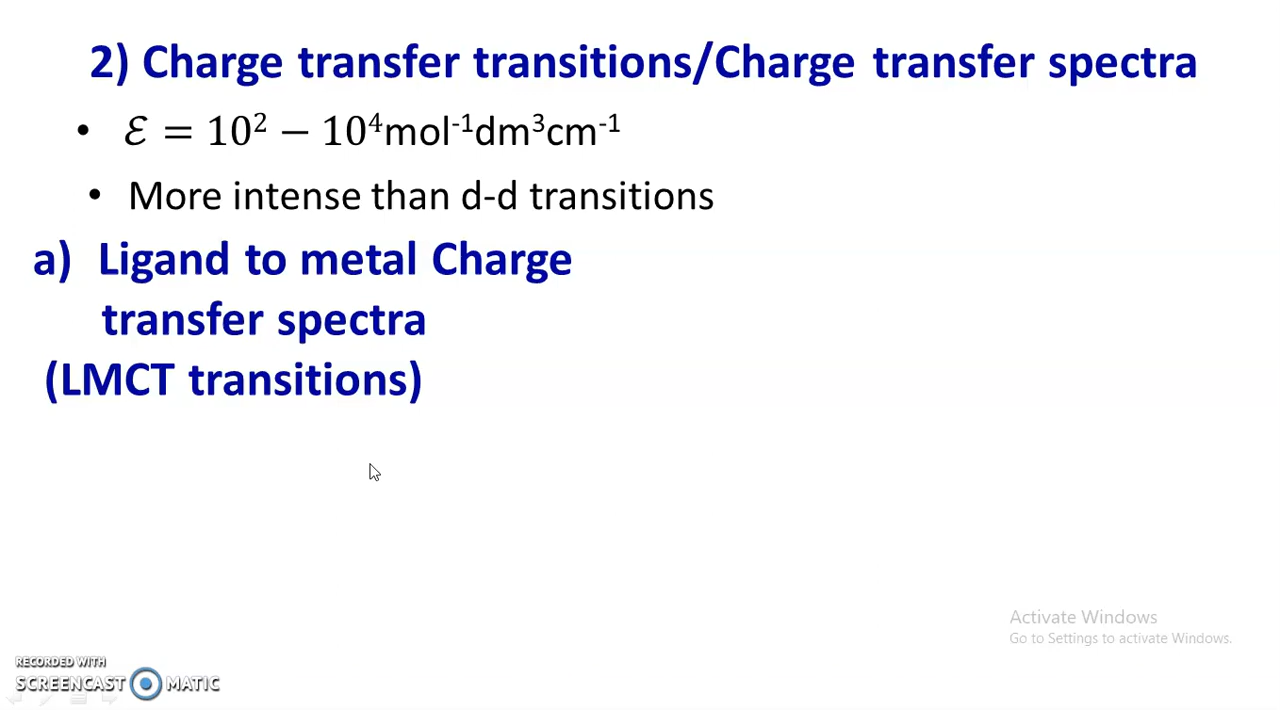 2) Charge transfer transitions/Charge transfer spectra
• ℰ = 10² − 10⁴mol⁻¹dm³cm⁻¹
• More intense than d-d transitions
a) Ligand to metal Charge
transfer spectra
(LMCT transitions)
Activate Windows
Go to Settings to activate Windows.
RECORDED WITH
SCREENCAST MATIC